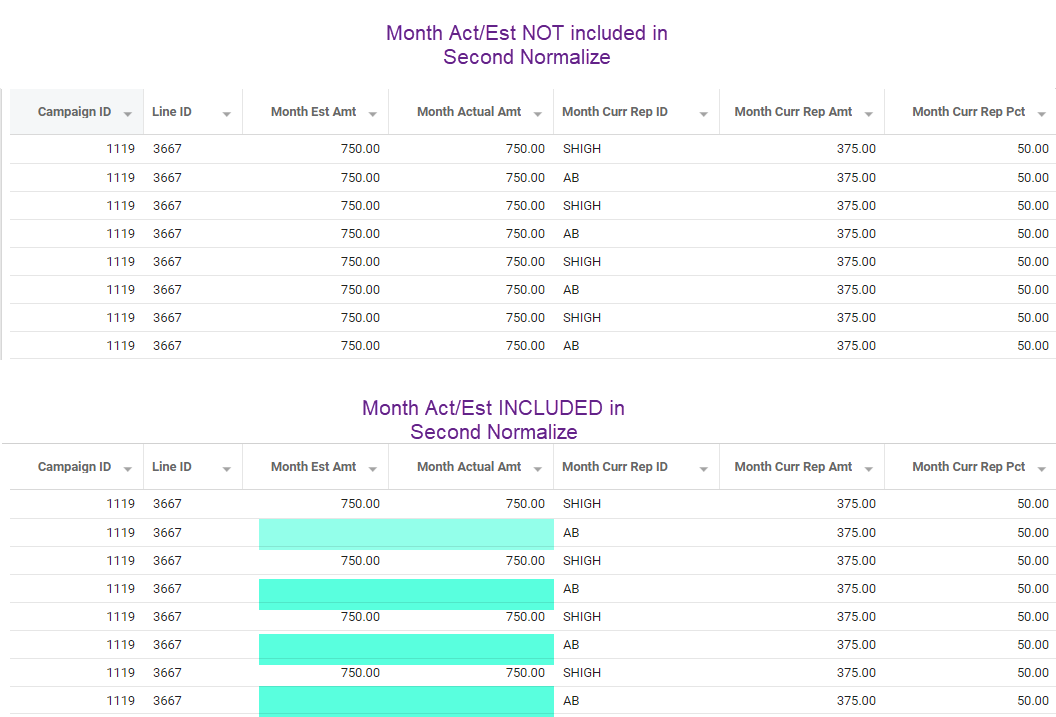 Month Act/Est NOT included in
Second Normalize
Campaign ID Line ID Month Est Amt Month Actual Amt Month Curr Rep ID Month Curr Rep Amt Month Curr Rep Pct
1119 3667 750.00 750.00 SHIGH 375.00 50.00
1119 3667 750.00 750.00 AB 375.00 50.00
1119 3667 750.00 750.00 SHIGH 375.00 50.00
1119 3667 750.00 750.00 AB 375.00 50.00
1119 3667 750.00 750.00 SHIGH 375.00 50.00
1119 3667 750.00 750.00 AB 375.00 50.00
1119 3667 750.00 750.00 SHIGH 375.00 50.00
1119 3667 750.00 750.00 AB 375.00 50.00
Month Act/Est INCLUDED in
Second Normalize
Campaign ID Line ID Month Est Amt Month Actual Amt Month Curr Rep ID Month Curr Rep Amt Month Curr Rep Pct
1119 3667 750.00 750.00 SHIGH 375.00 50.00
1119 3667 AB 375.00 50.00
1119 3667 750.00 750.00 SHIGH 375.00 50.00
1119 3667 AB 375.00 50.00
1119 3667 750.00 750.00 SHIGH 375.00 50.00
1119 3667 AB 375.00 50.00
1119 3667 750.00 750.00 SHIGH 375.00 50.00
1119 3667 AB 375.00 50.00